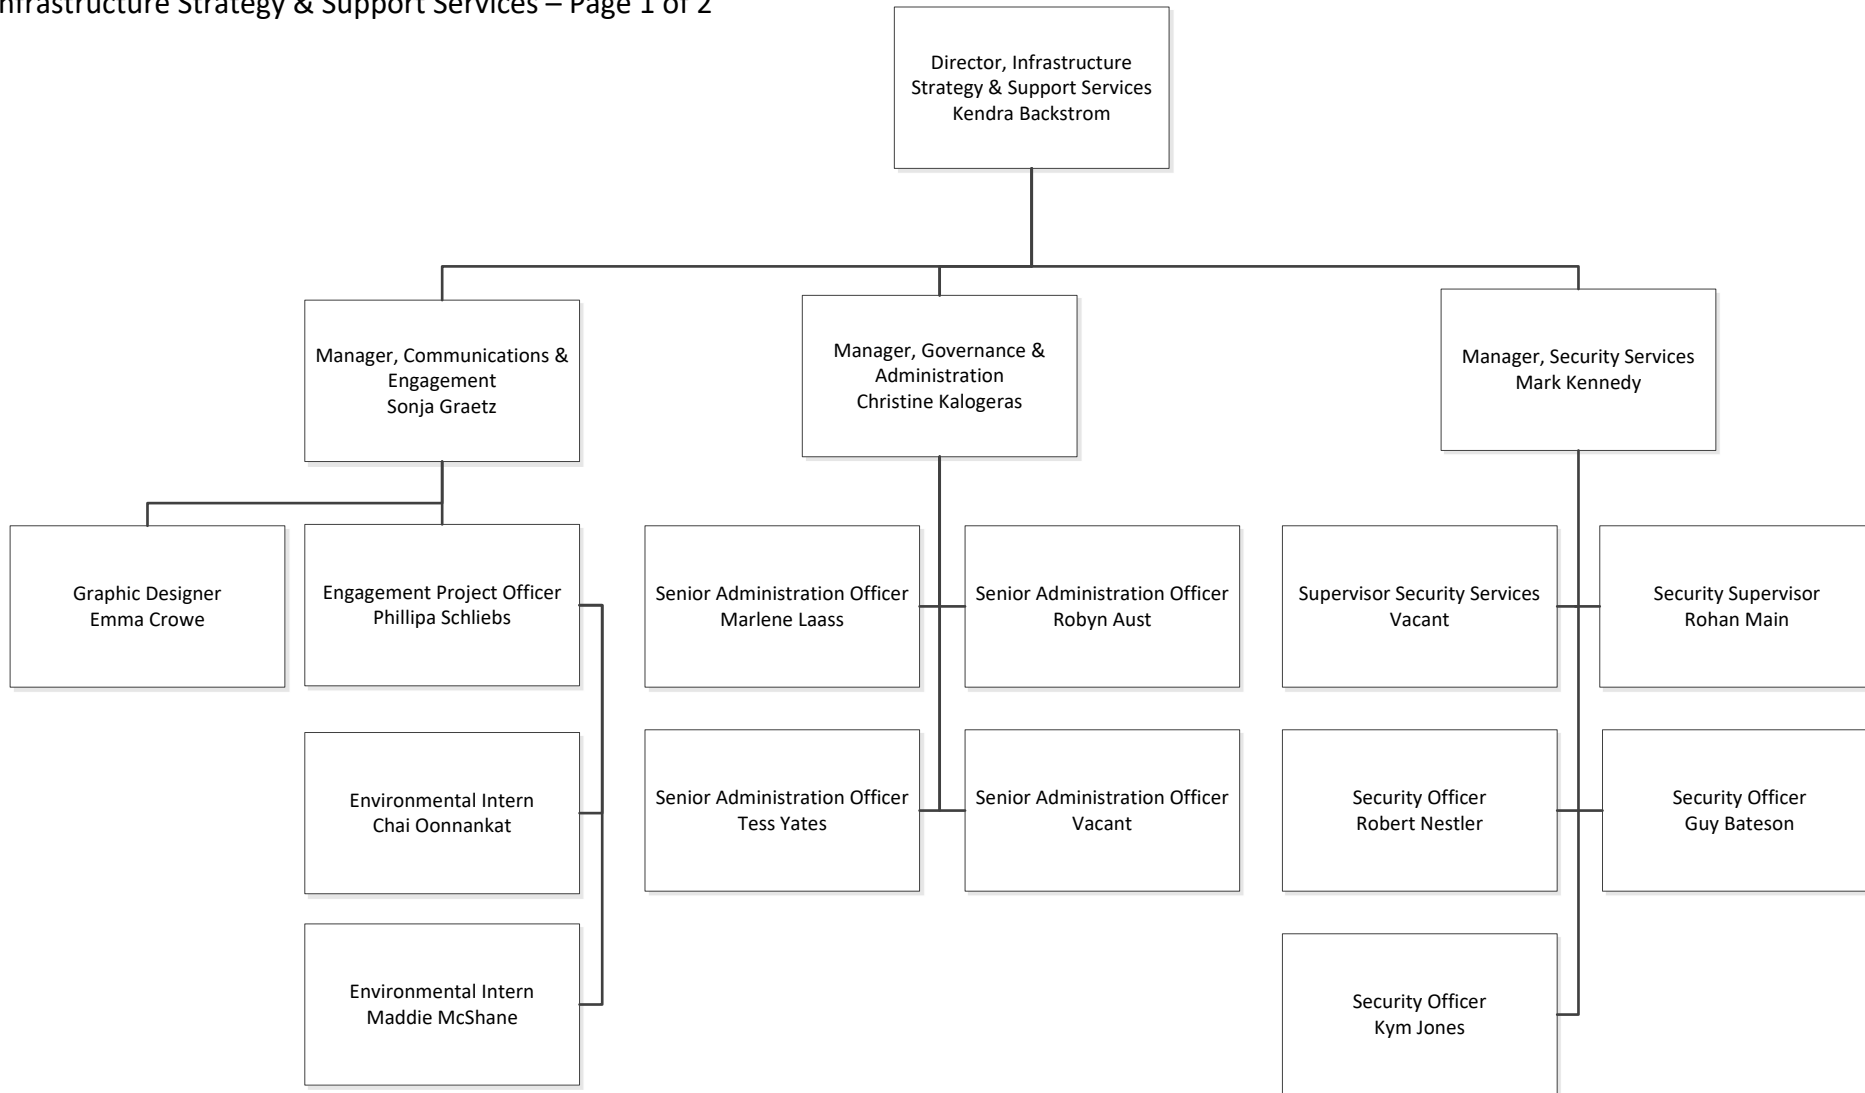 nfrastructure Strategy & Support Services – Page 1 of 2
Director, Infrastructure
Strategy & Support Services
Kendra Backstrom
Manager, Communications &
Engagement
Sonja Graetz
Manager, Governance &
Administration
Christine Kalogeras
Manager, Security Services
Mark Kennedy
Graphic Designer
Emma Crowe
Engagement Project Officer
Phillipa Schliebs
Senior Administration Officer
Marlene Laass
Senior Administration Officer
Robyn Aust
Supervisor Security Services
Vacant
Security Supervisor
Rohan Main
Environmental Intern
Chai Oonnankat
Senior Administration Officer
Tess Yates
Senior Administration Officer
Vacant
Security Officer
Robert Nestler
Security Officer
Guy Bateson
Environmental Intern
Maddie McShane
Security Officer
Kym Jones